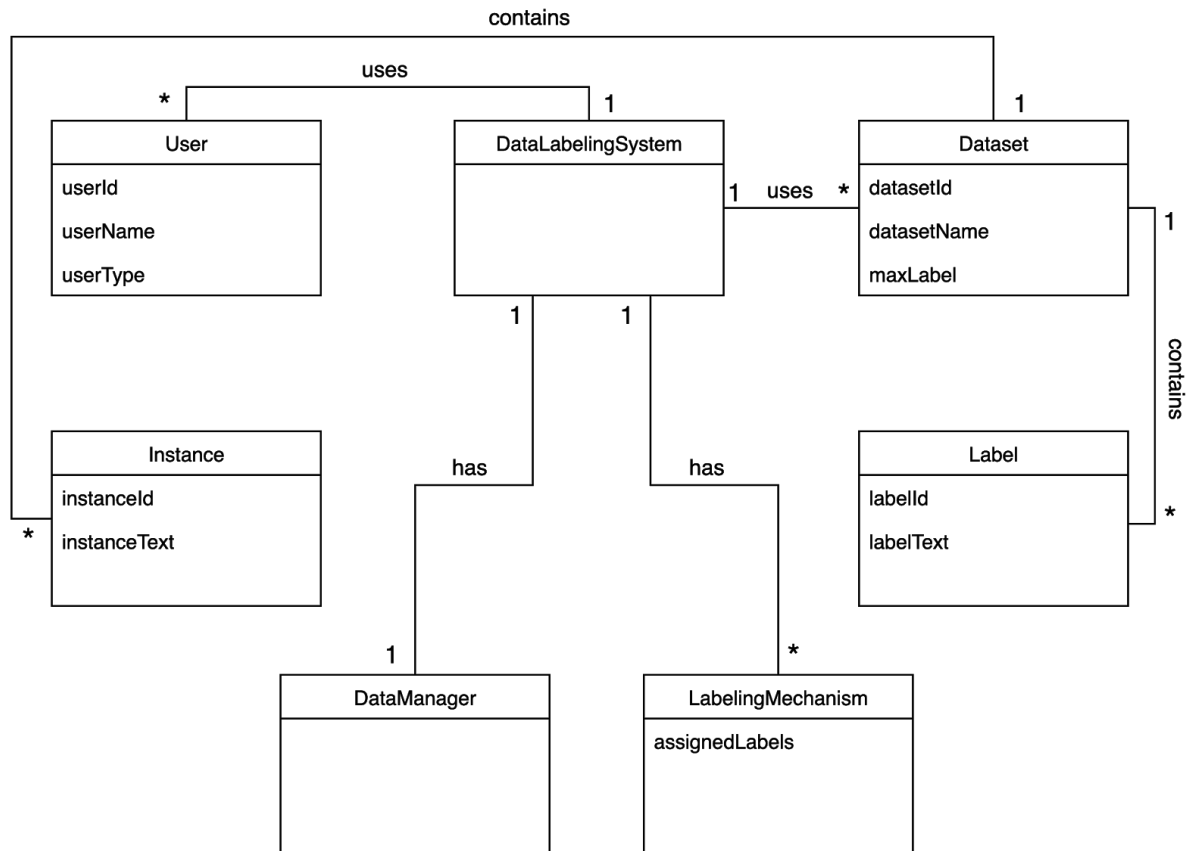 contains
uses
*
1
1
User
DataLabelingSystem
Dataset
userId
userName
userType
1
uses
*
datasetId
datasetName
maxLabel
1
1
1
contains
Instance
instanceId
instanceText
*
has
has
Label
labelId
labelText
*
1
*
DataManager
LabelingMechanism
assignedLabels